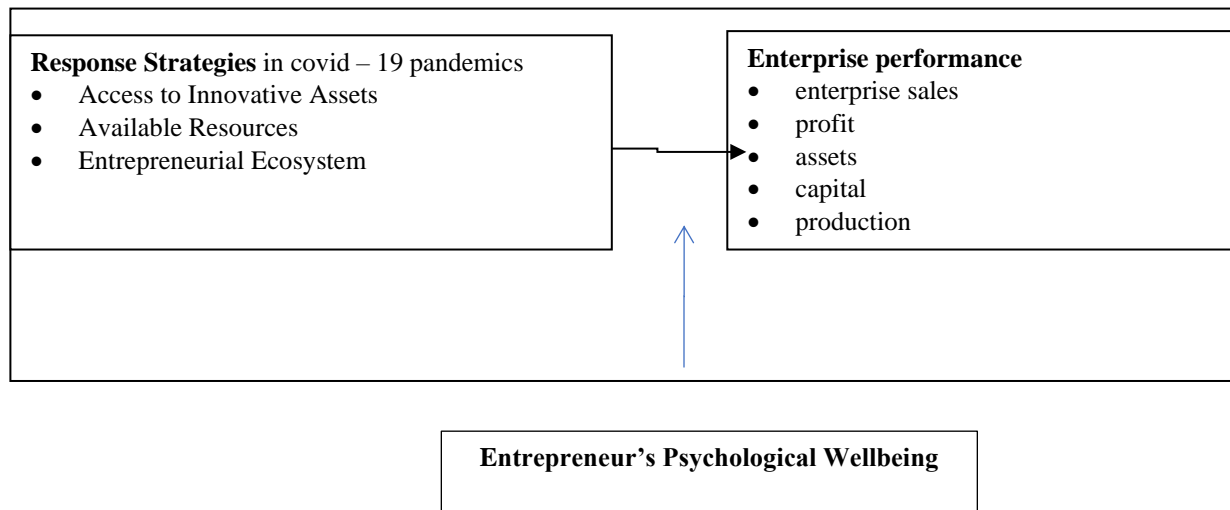 Response Strategies in covid – 19 pandemics
• Access to Innovative Assets
• Available Resources
• Entrepreneurial Ecosystem
Enterprise performance
• enterprise sales
• profit
• assets
• capital
• production
Entrepreneur’s Psychological Wellbeing